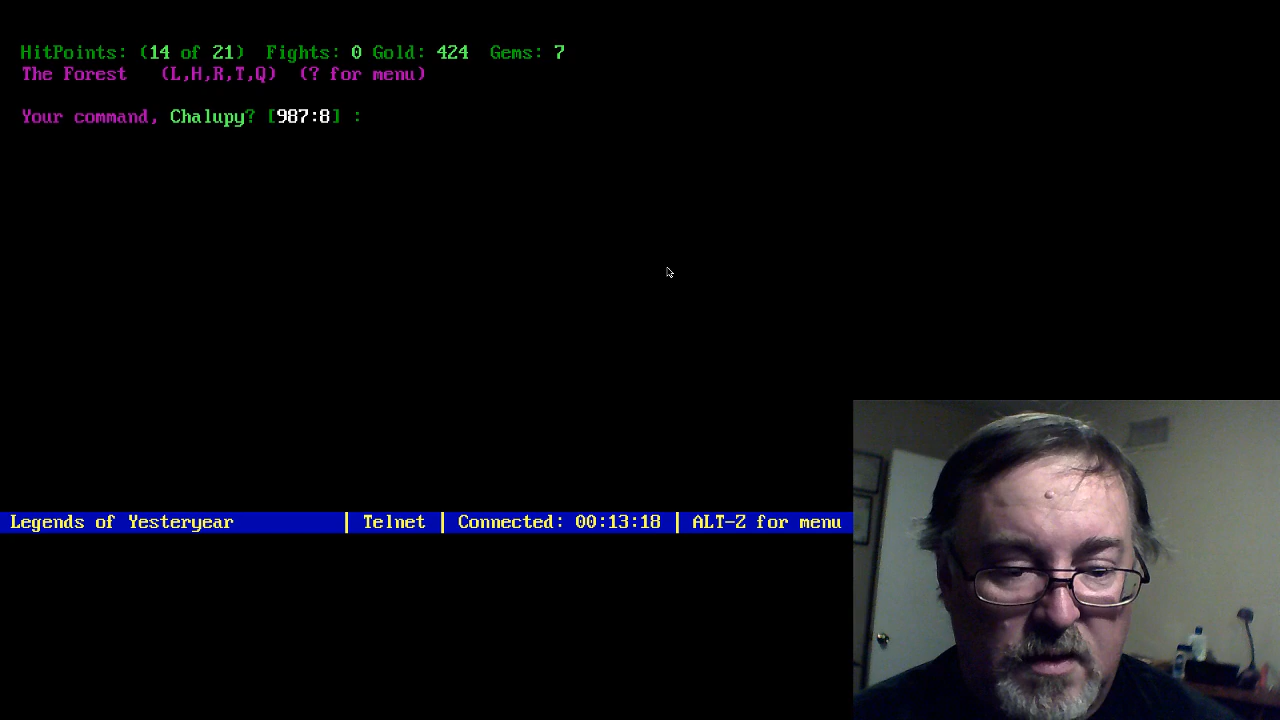 HitPoints: (14 of 21)  Fights: 0 Gold: 424  Gems: 7
The Forest   (L,H,R,T,Q)  (? for menu)
Your command, Chalupy? [987:8] :
Legends of Yesteryear | Telnet | Connected: 00:13:18 | ALT-Z for menu